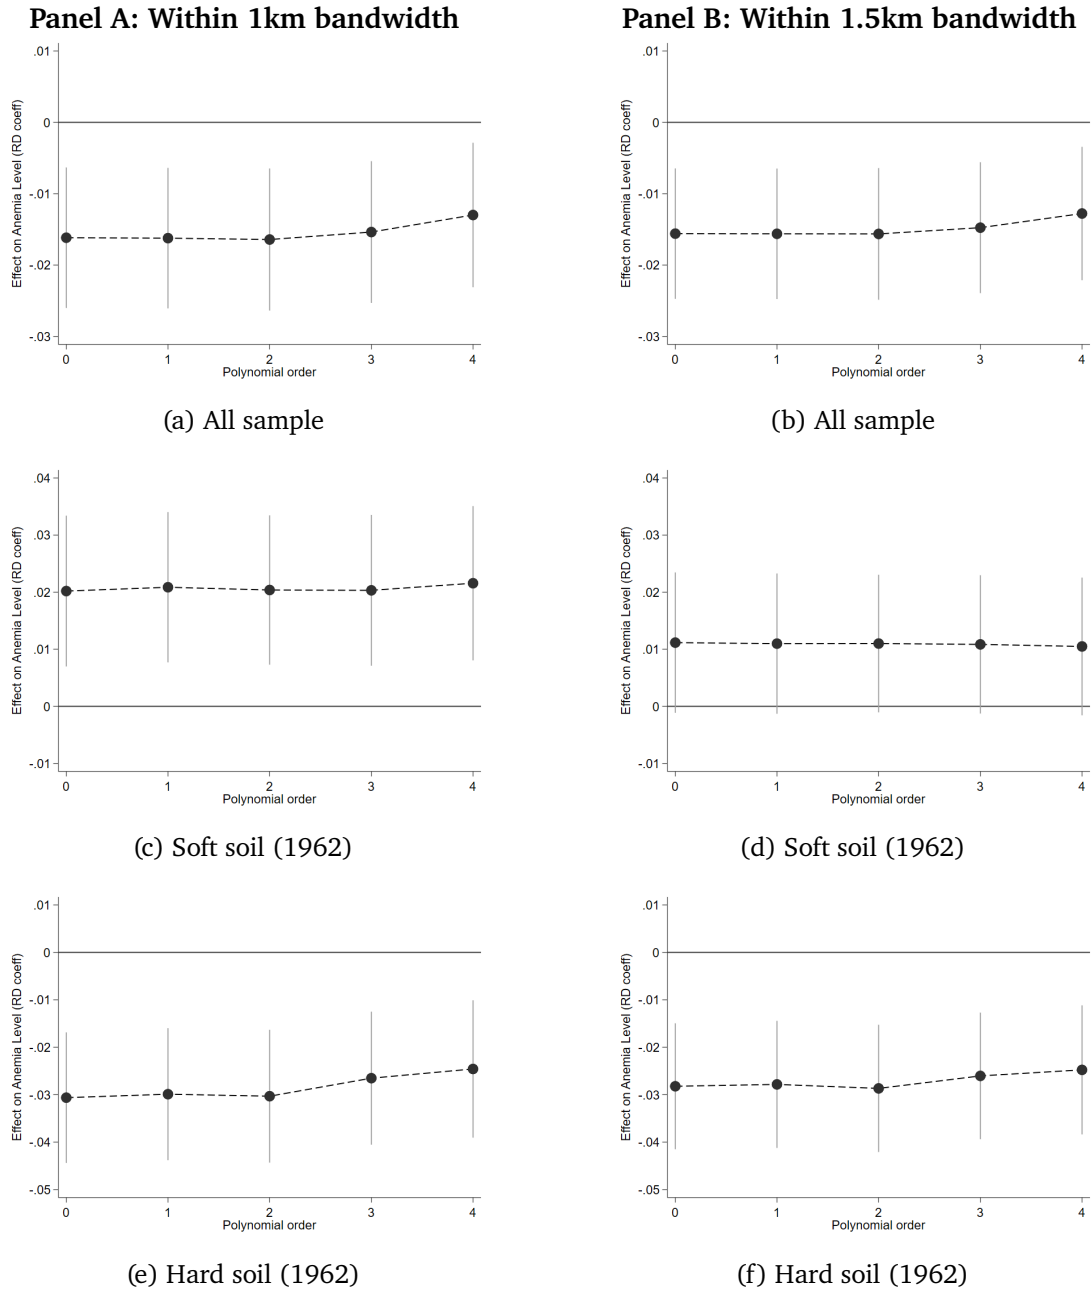 Panel A: Within 1km bandwidth
Panel B: Within 1.5km bandwidth
Effect on Anemia Level (RD coeff)
.01
0
-.01
-.02
-.03
0 1 2 3 4
Polynomial order
(a) All sample
Effect on Anemia Level (RD coeff)
.01
0
-.01
-.02
-.03
0 1 2 3 4
Polynomial order
(b) All sample
Effect on Anemia Level (RD coeff)
.04
.03
.02
.01
0
-.01
0 1 2 3 4
Polynomial order
(c) Soft soil (1962)
Effect on Anemia Level (RD coeff)
.04
.03
.02
.01
0
-.01
0 1 2 3 4
Polynomial order
(d) Soft soil (1962)
Effect on Anemia Level (RD coeff)
.01
0
-.01
-.02
-.03
-.04
-.05
0 1 2 3 4
Polynomial order
(e) Hard soil (1962)
Effect on Anemia Level (RD coeff)
.01
0
-.01
-.02
-.03
-.04
-.05
0 1 2 3 4
Polynomial order
(f) Hard soil (1962)